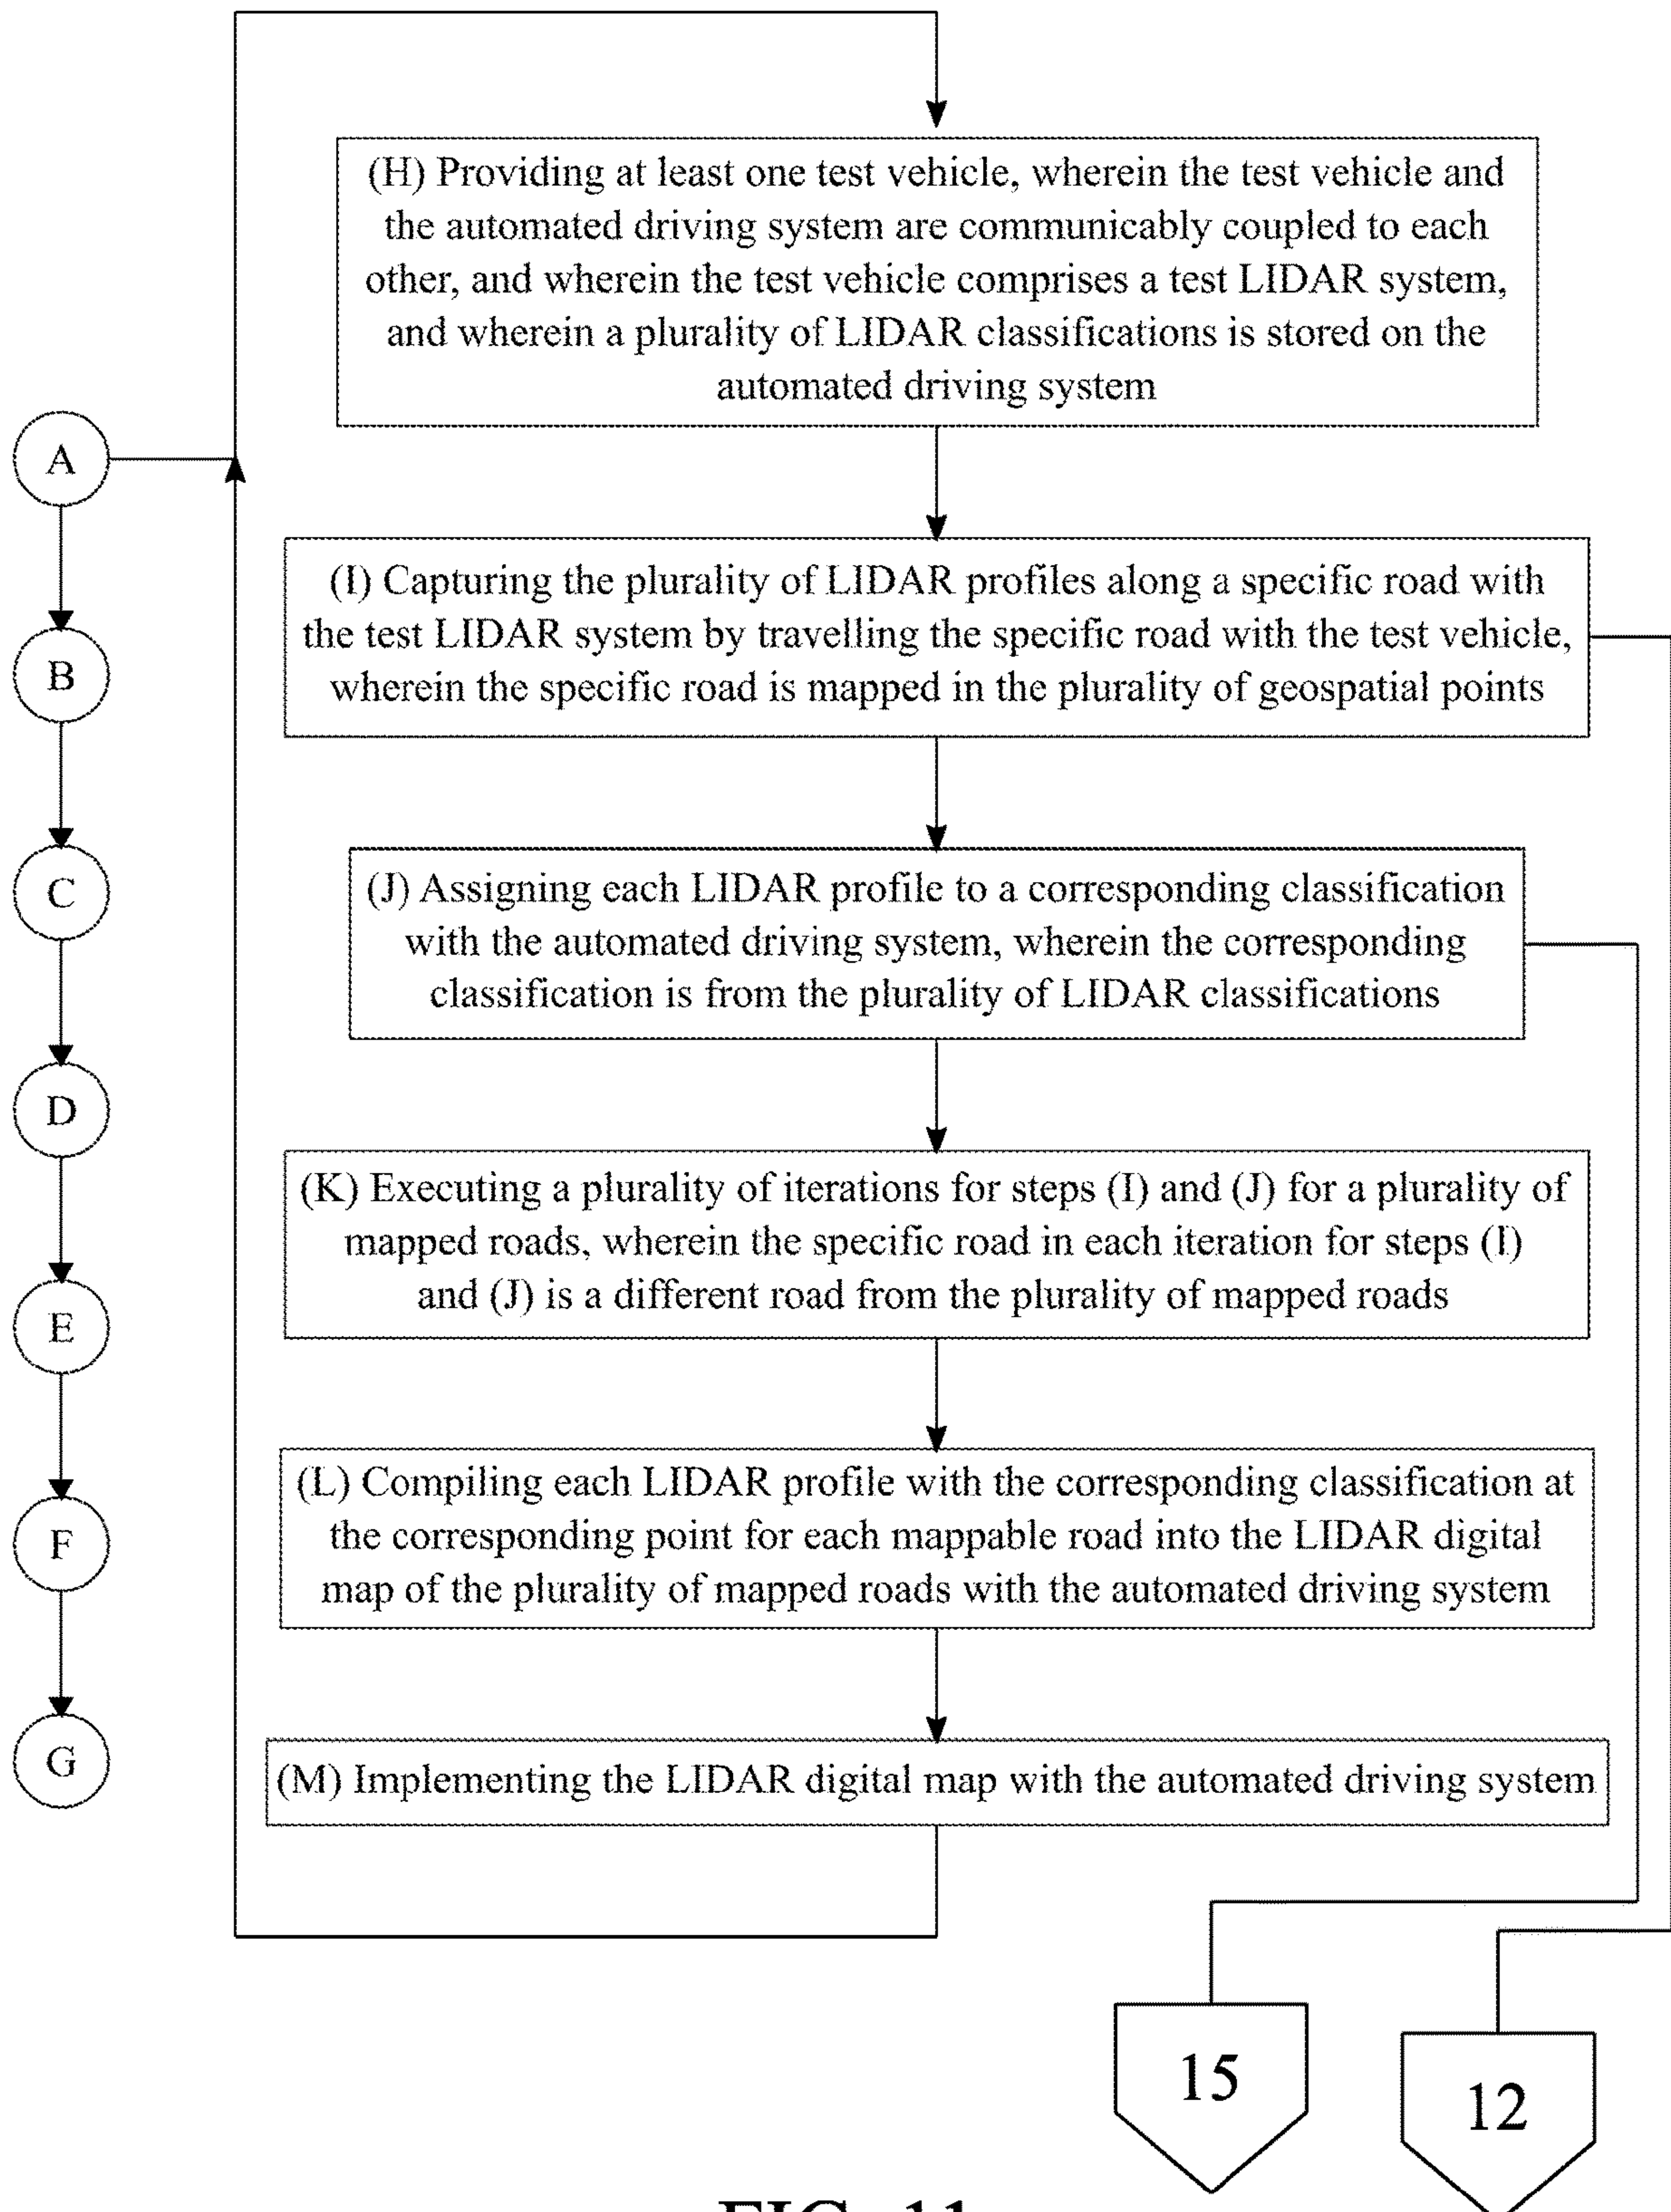 (H) Providing at least one test vehicle, wherein the test vehicle and
the automated driving system are communicably coupled to each
other, and wherein the test vehicle comprises a test LIDAR system,
and wherein a plurality of LIDAR classifications is stored on the
automated driving system
A
B
C
D
E
F
G
(I) Capturing the plurality of LIDAR profiles along a specific road with
the test LIDAR system by travelling the specific road with the test vehicle,
wherein the specific road is mapped in the plurality of geospatial points
(J) Assigning each LIDAR profile to a corresponding classification
with the automated driving system, wherein the corresponding
classification is from the plurality of LIDAR classifications
(K) Executing a plurality of iterations for steps (I) and (J) for a plurality of
mapped roads, wherein the specific road in each iteration for steps (I)
and (J) is a different road from the plurality of mapped roads
(L) Compiling each LIDAR profile with the corresponding classification at
the corresponding point for each mappable road into the LIDAR digital
map of the plurality of mapped roads with the automated driving system
(M) Implementing the LIDAR digital map with the automated driving system
15
12
FIG. 11